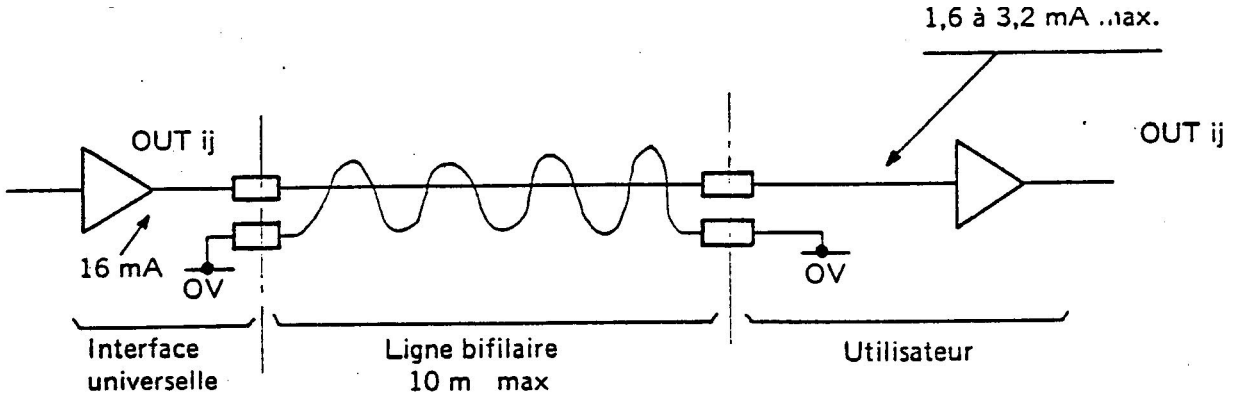 1,6 à 3,2 mA
OUT ij
OUT ij
16 mA
OV
OV
Interface
universelle
Ligne bifilaire
10 m max
Utilisateur